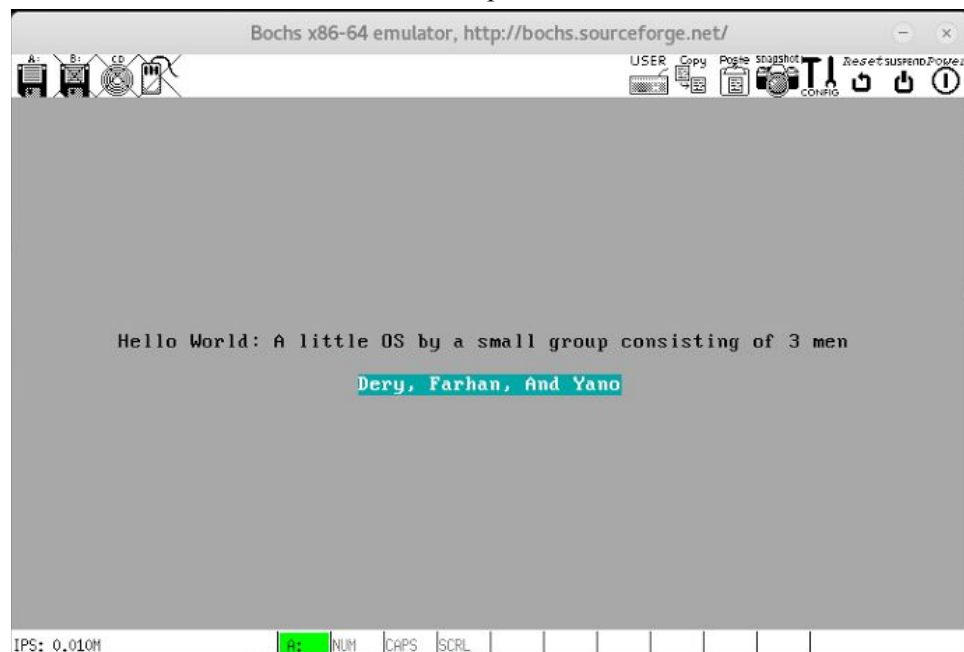 Bochs x86-64 emulator, http://bochs.sourceforge.net/
A: B: CD USER Copy Paste snapshot CONFIG Reset SUSPEND Power
Hello World: A little OS by a small group consisting of 3 men
Dery, Farhan, And Yano
IPS: 0.010M A: NUM CAPS SCRL